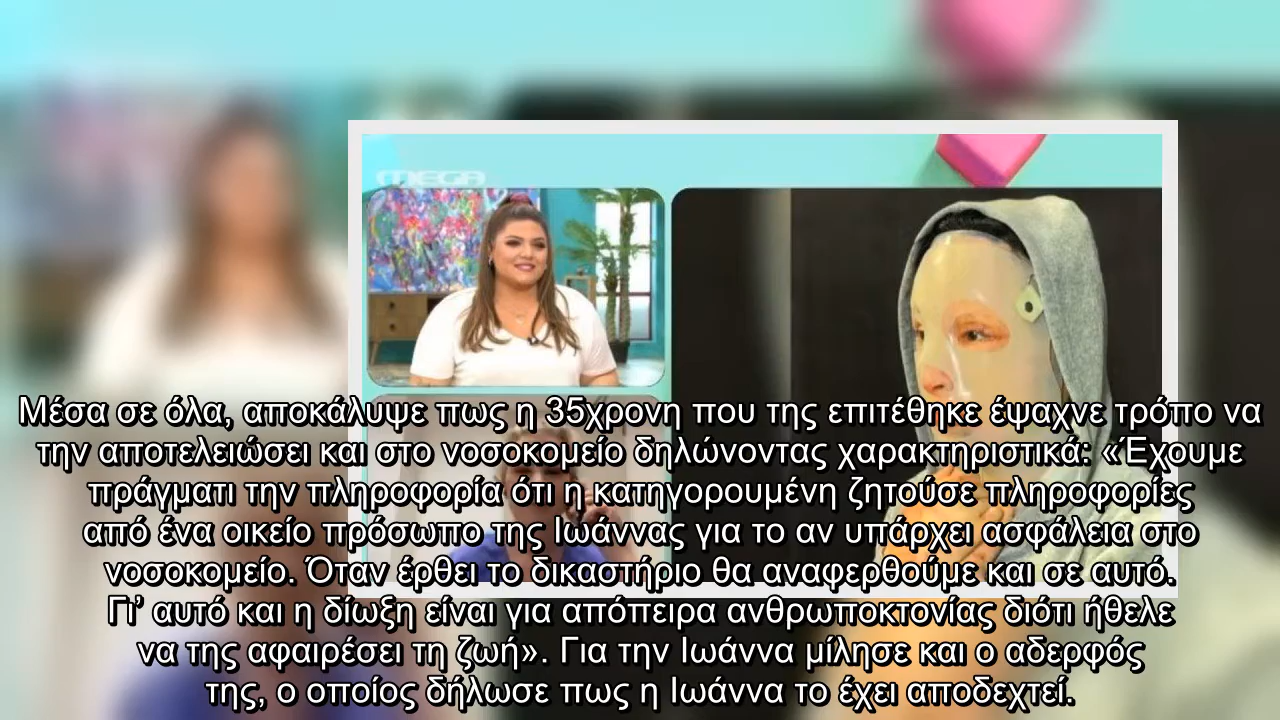 MEGA
Μέσα σε όλα, αποκάλυψε πως η 35χρονη που της επιτέθηκε έψαχνε τρόπο να
την αποτελειώσει και στο νοσοκομείο δηλώνοντας χαρακτηριστικά: «Έχουμε
πράγματι την πληροφορία ότι η κατηγορουμένη ζητούσε πληροφορίες
από ένα οικείο πρόσωπο της Ιωάννας για το αν υπάρχει ασφάλεια στο
νοσοκομείο. Όταν έρθει το δικαστήριο θα αναφερθούμε και σε αυτό.
Γι’ αυτό και η δίωξη είναι για απόπειρα ανθρωποκτονίας διότι ήθελε
να της αφαιρέσει τη ζωή». Για την Ιωάννα μίλησε και ο αδερφός
της, ο οποίος δήλωσε πως η Ιωάννα το έχει αποδεχτεί.